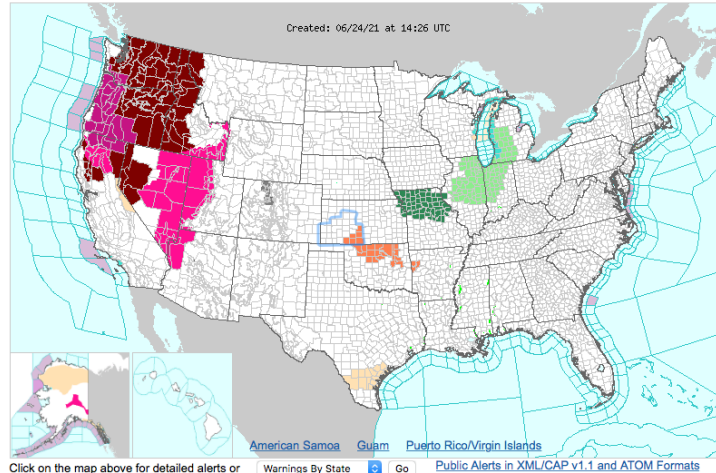 Created: 06/24/21 at 14:26 UTC
American Samoa Guam Puerto Rico/Virgin Islands
Click on the map above for detailed alerts or Warnings By State Go Public Alerts in XML/CAP v1.1 and ATOM Formats